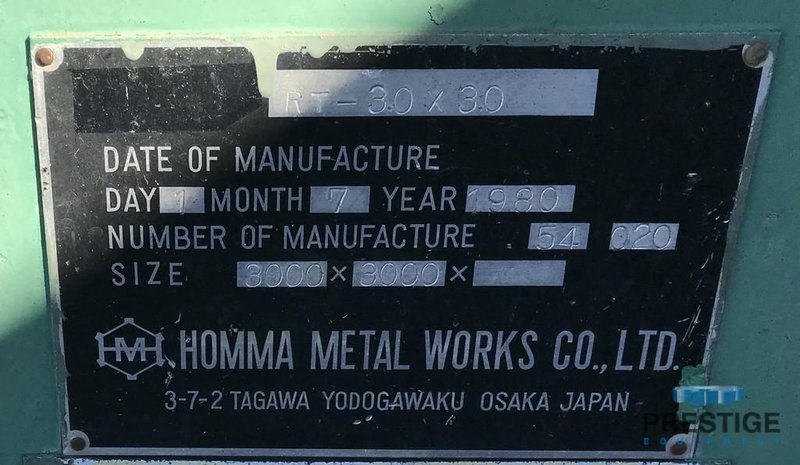 RT-30X30
DATE OF MANUFACTURE
DAY 1 MONTH 7 YEAR 1980
NUMBER OF MANUFACTURE 54 020
SIZE 3000 × 3000 ×
HM HOMMA METAL WORKS CO., LTD.
3-7-2 TAGAWA YODOGAWAKU OSAKA JAPAN
PRESTIGE
EQUIPMENT